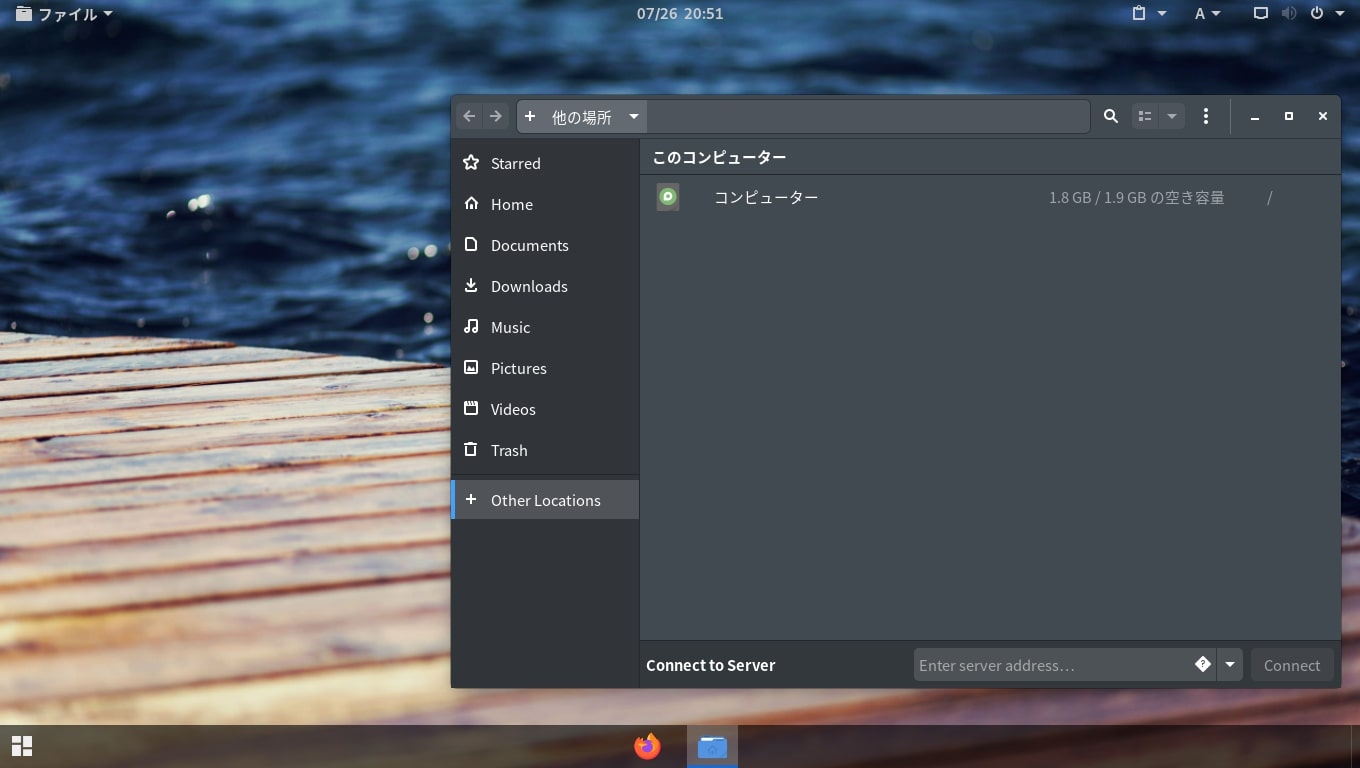 ファイル
07/26 20:51
A
他の場所
Starred
Home
Documents
Downloads
Music
Pictures
Videos
Trash
Other Locations
このコンピューター
コンピューター 1.8 GB / 1.9 GB の空き容量 /
Connect to Server Enter server address… Connect